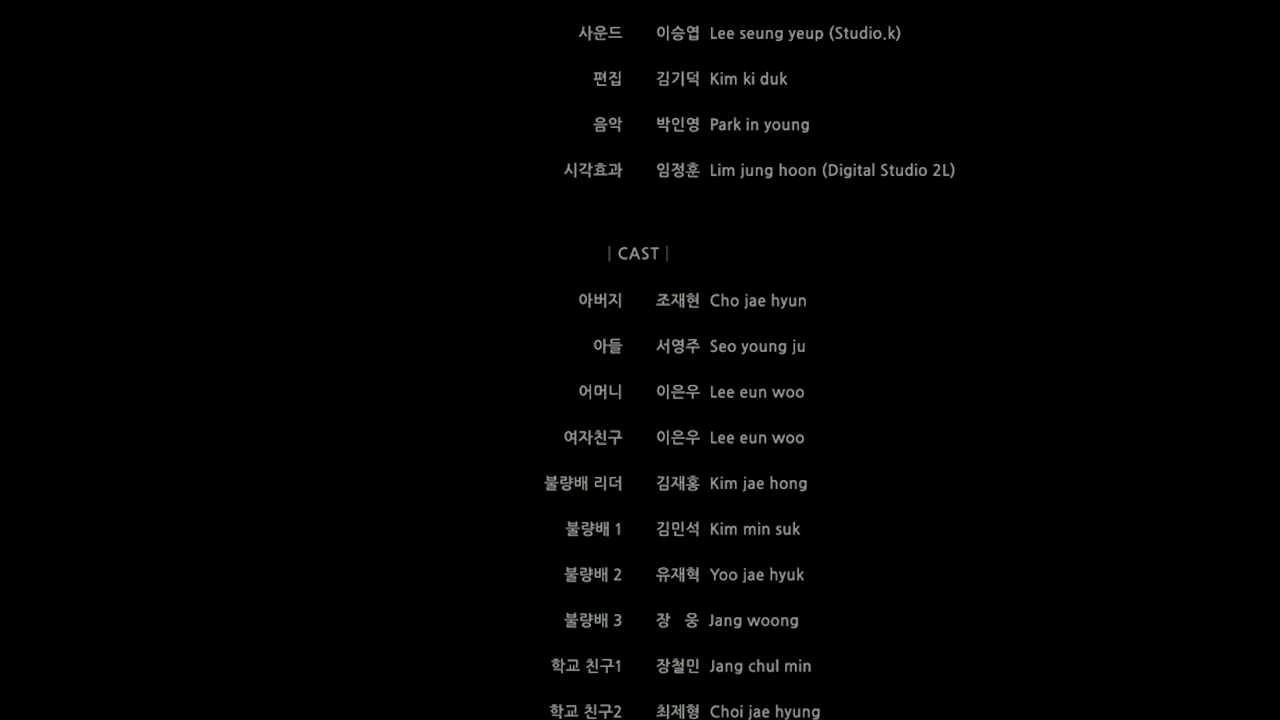 사운드 이승엽 Lee seung yeup (Studio.k)
편집 김기덕 Kim ki duk
음악 박인영 Park in young
시각효과 임정훈 Lim jung hoon (Digital Studio 2L)
| CAST |
아버지 조재현 Cho jae hyun
아들 서영주 Seo young ju
어머니 이은우 Lee eun woo
여자친구 이은우 Lee eun woo
불량배 리더 김재홍 Kim jae hong
불량배 1 김민석 Kim min suk
불량배 2 유재혁 Yoo jae hyuk
불량배 3 장 웅 Jang woong
학교 친구1 장철민 Jang chul min
학교 친구2 최제형 Choi jae hyung